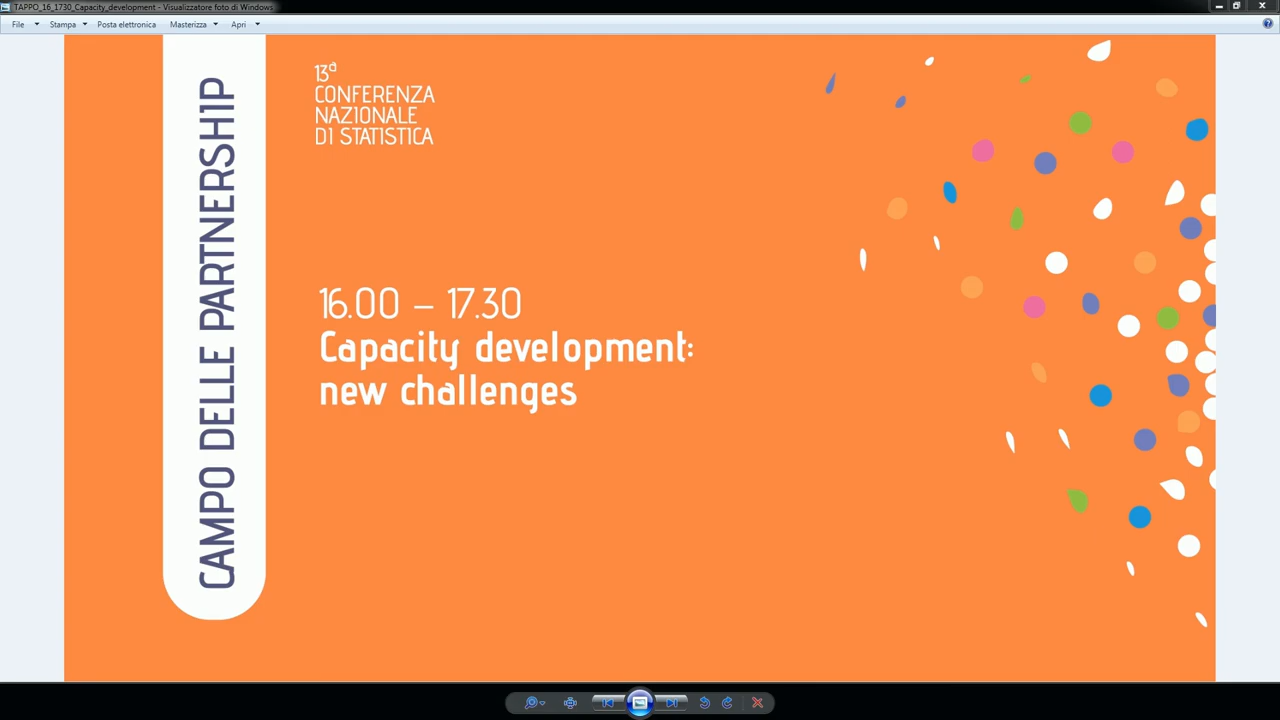 TAPPO_16_1730_Capacity_development - Visualizzatore foto di Windows
File Stampa Posta elettronica Masterizza Apri
CAMPO DELLE PARTNERSHIP
13ª
CONFERENZA
NAZIONALE
DI STATISTICA
16.00 – 17.30
Capacity development:
new challenges